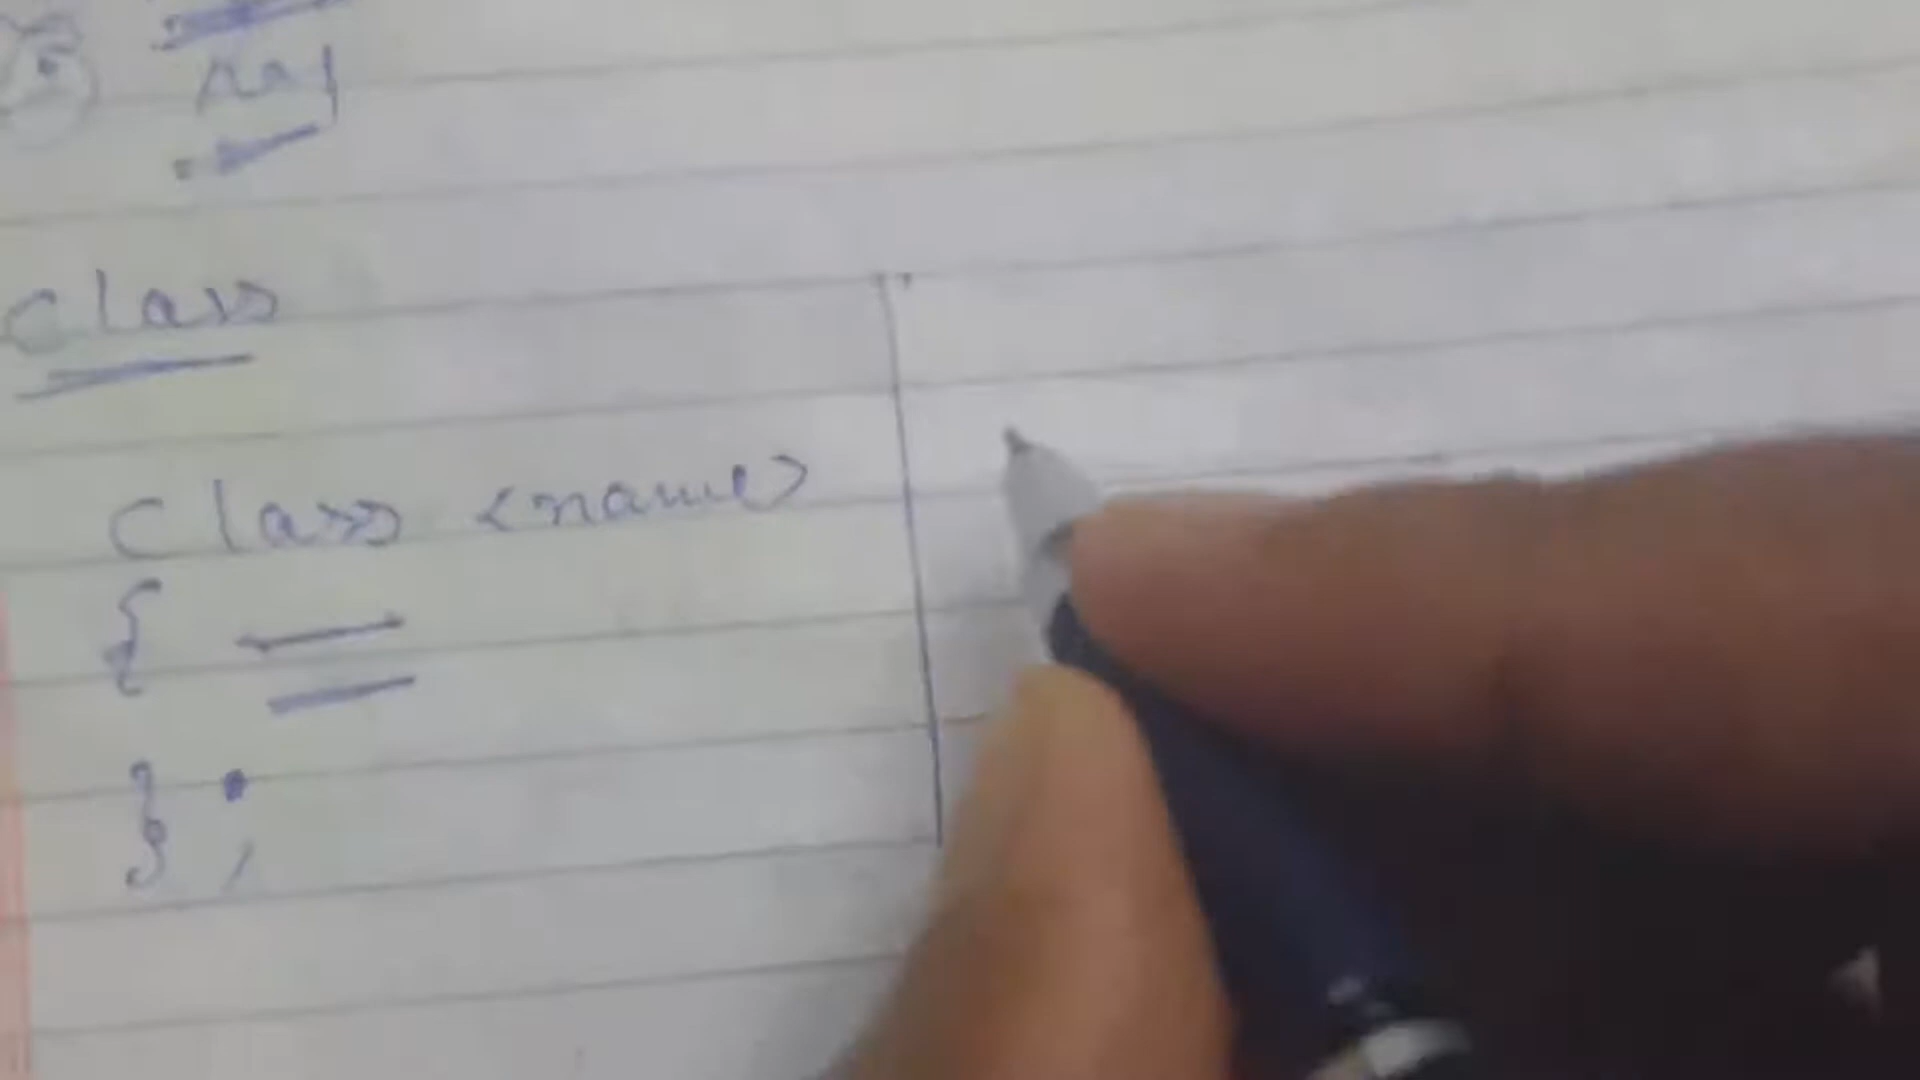 class
class <name>
{
};